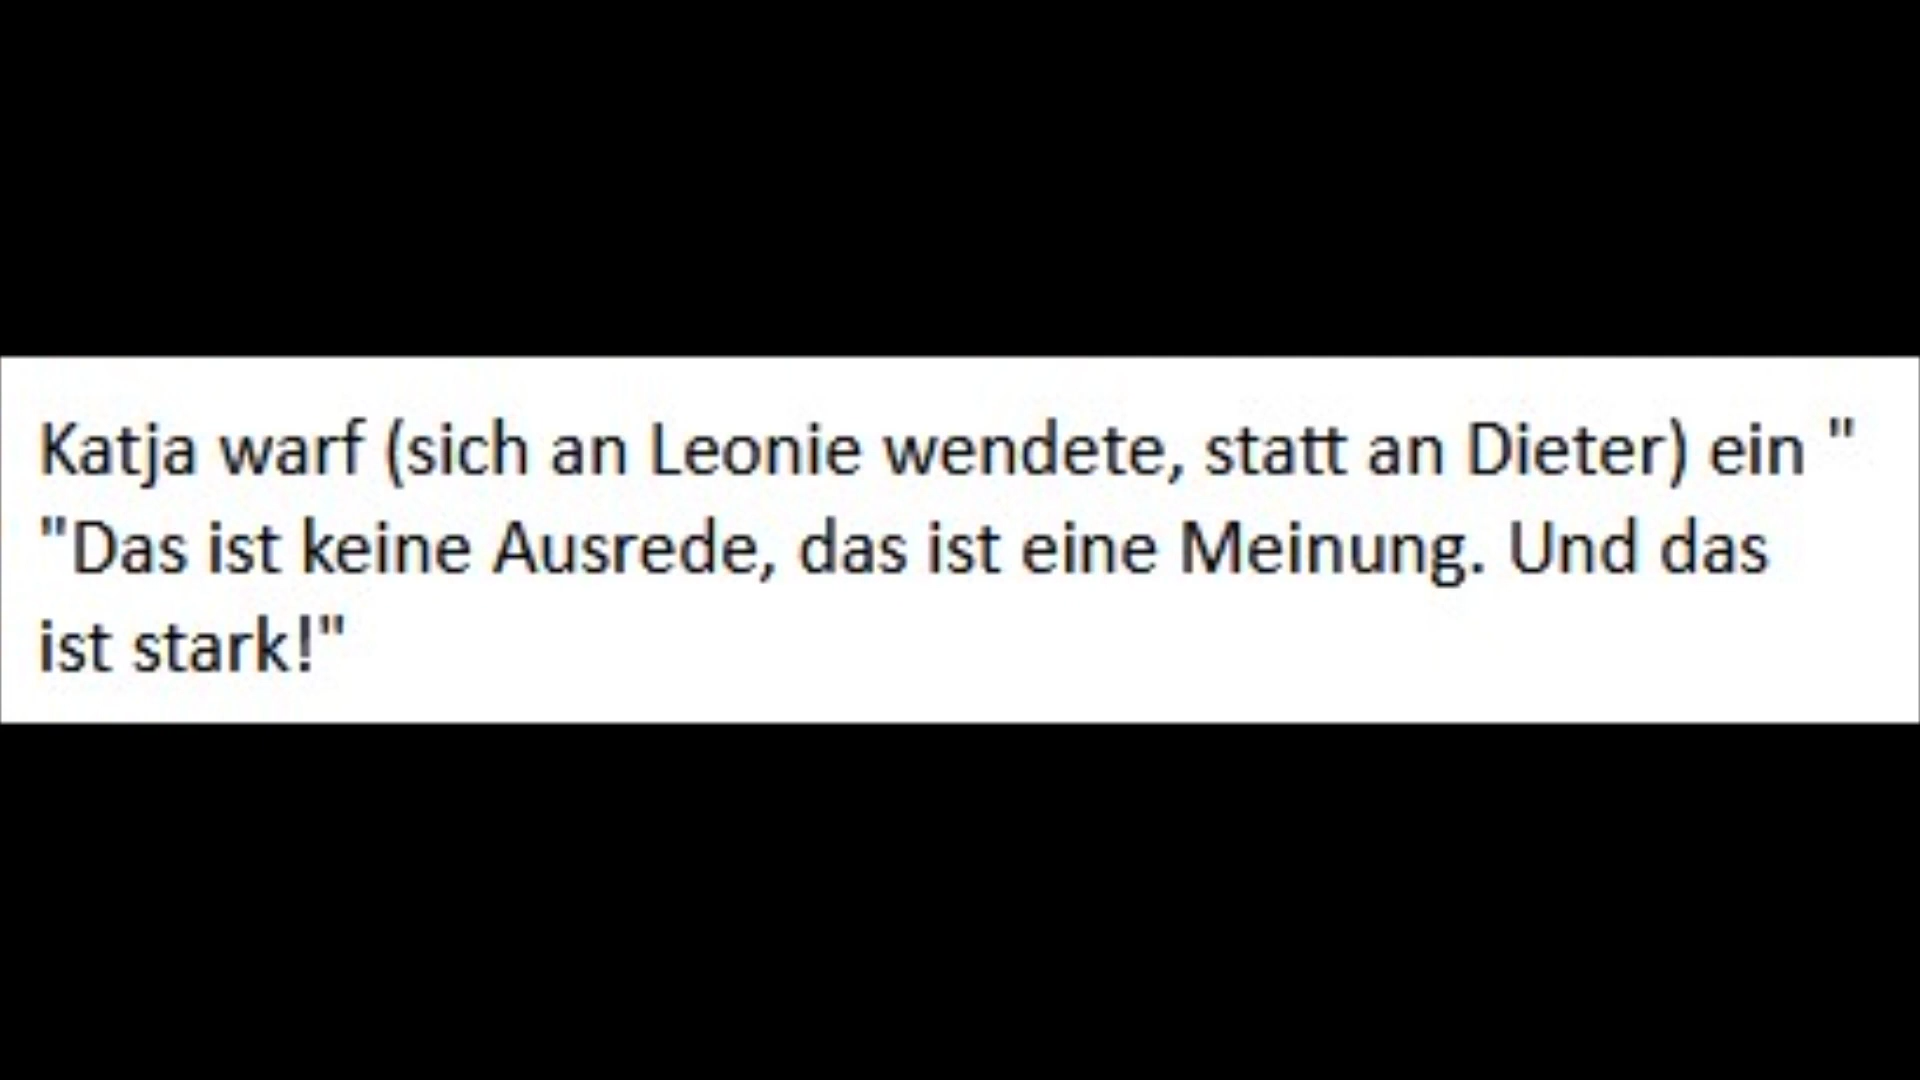 Katja warf (sich an Leonie wendete, statt an Dieter) ein "
"Das ist keine Ausrede, das ist eine Meinung. Und das
ist stark!"